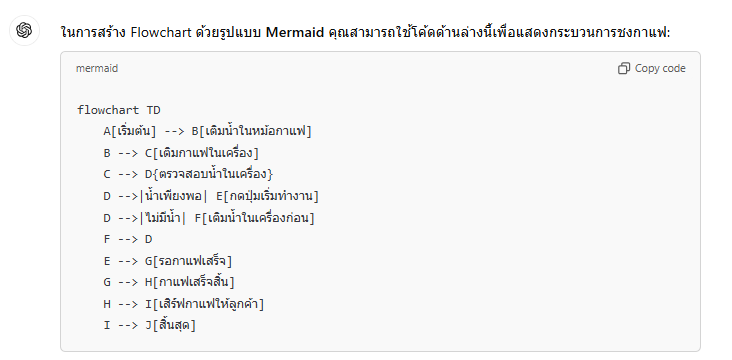 ในการสร้าง Flowchart ด้วยรูปแบบ Mermaid คุณสามารถใช้โค้ดด้านล่างนี้เพื่อแสดงกระบวนการชงกาแฟ:
mermaid
Copy code
flowchart TD
    A[เริ่มต้น] --> B[เติมน้ำในหม้อกาแฟ]
    B --> C[เติมกาแฟในเครื่อง]
    C --> D{ตรวจสอบน้ำในเครื่อง}
    D -->|น้ำเพียงพอ| E[กดปุ่มเริ่มทำงาน]
    D -->|ไม่มีน้ำ| F[เติมน้ำในเครื่องก่อน]
    F --> D
    E --> G[รอกาแฟเสร็จ]
    G --> H[กาแฟเสร็จสิ้น]
    H --> I[เสิร์ฟกาแฟให้ลูกค้า]
    I --> J[สิ้นสุด]